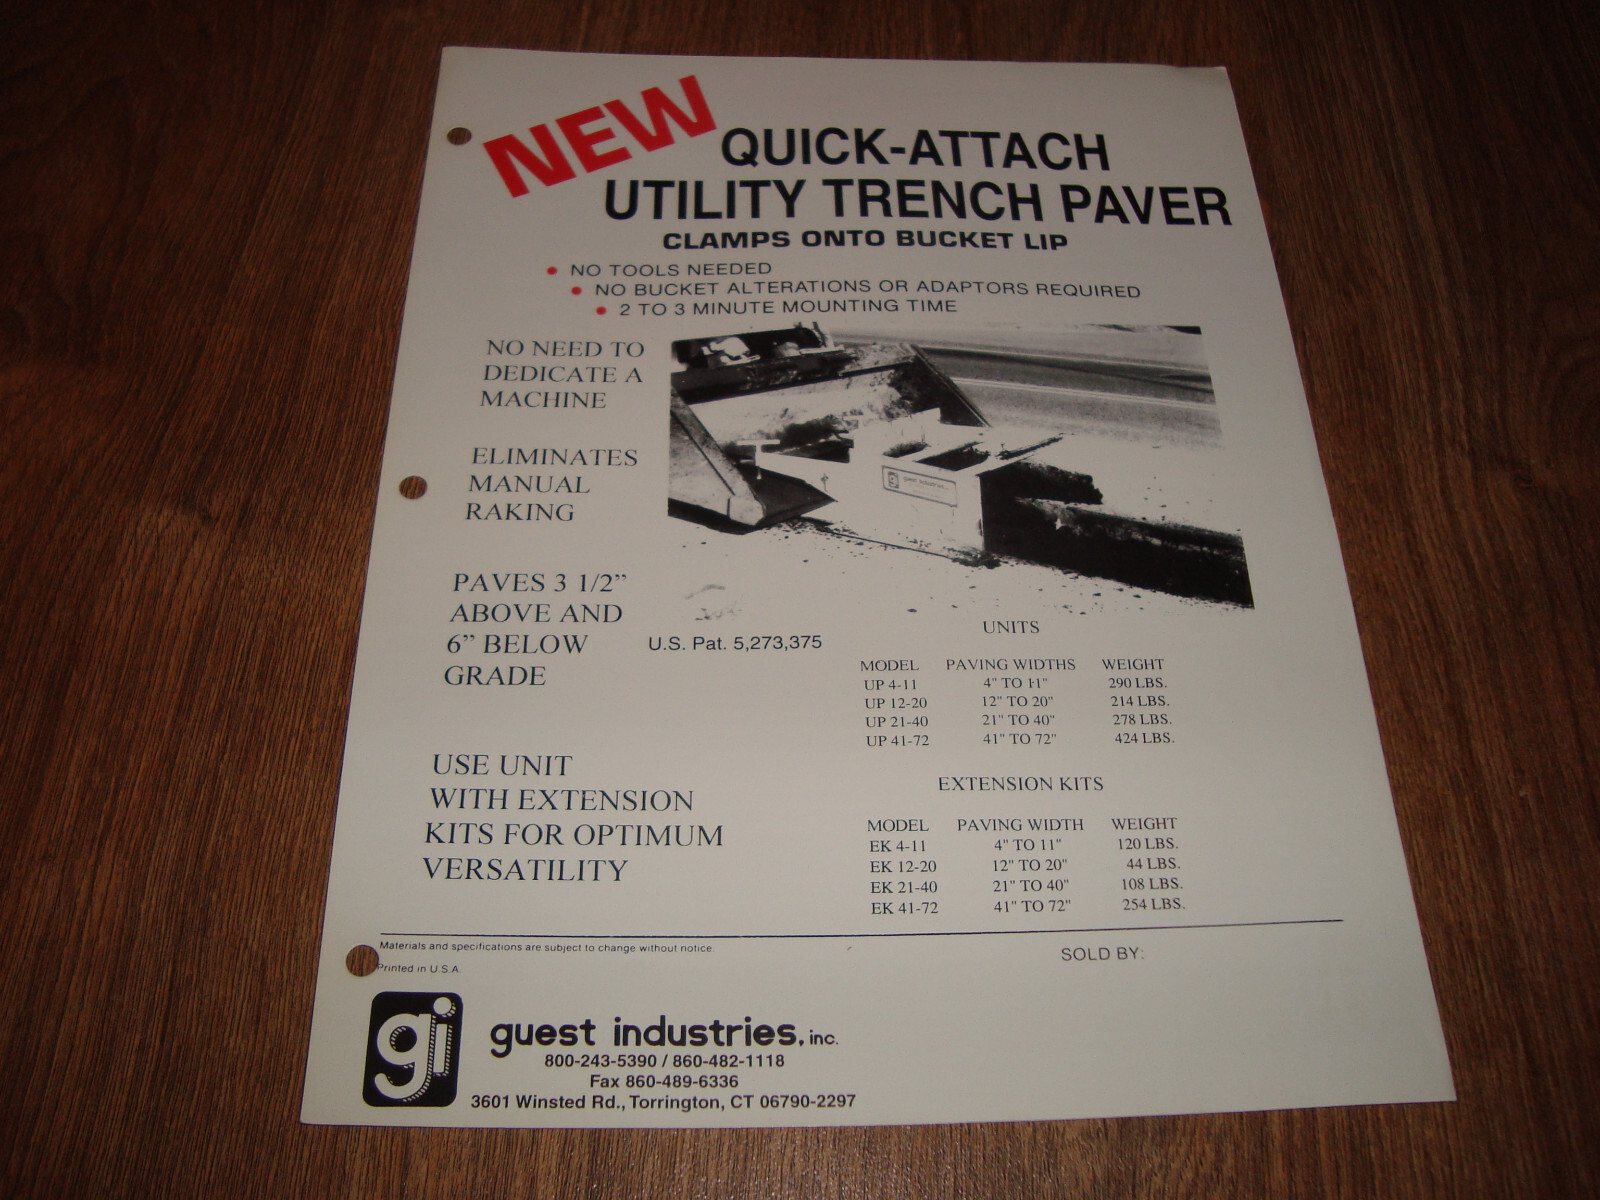 NEW
QUICK-ATTACH
UTILITY TRENCH PAVER
CLAMPS ONTO BUCKET LIP
• NO TOOLS NEEDED
• NO BUCKET ALTERATIONS OR ADAPTORS REQUIRED
• 2 TO 3 MINUTE MOUNTING TIME
NO NEED TO
DEDICATE A
MACHINE
ELIMINATES
MANUAL
RAKING
PAVES 3 1/2"
ABOVE AND
6" BELOW
GRADE
gi guest industries
U.S. Pat. 5,273,375
USE UNIT
WITH EXTENSION
KITS FOR OPTIMUM
VERSATILITY
UNITS
MODEL PAVING WIDTHS WEIGHT
UP 4-11 4" TO 11" 290 LBS.
UP 12-20 12" TO 20" 214 LBS.
UP 21-40 21" TO 40" 278 LBS.
UP 41-72 41" TO 72" 424 LBS.
EXTENSION KITS
MODEL PAVING WIDTH WEIGHT
EK 4-11 4" TO 11" 120 LBS.
EK 12-20 12" TO 20" 44 LBS.
EK 21-40 21" TO 40" 108 LBS.
EK 41-72 41" TO 72" 254 LBS.
Materials and specifications are subject to change without notice.
Printed in U.S.A.
SOLD BY:
gi
guest industries, inc.
800-243-5390 / 860-482-1118
Fax 860-489-6336
3601 Winsted Rd., Torrington, CT 06790-2297